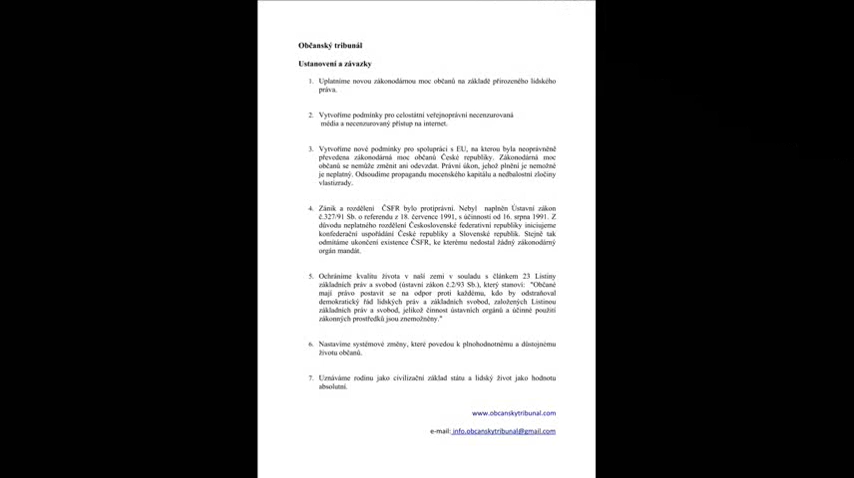 Občanský tribunál
Ustanovení a závazky
1. Uplatníme novou zákonodárnou moc občanů na základě přirozeného lidského
práva.
2. Vytvoříme podmínky pro celostátní veřejnoprávní necenzurovaná
média a necenzurovaný přístup na internet.
3. Vytvoříme nové podmínky pro spolupráci s EU, na kterou byla neoprávněně
převedena zákonodárná moc občanů České republiky. Zákonodárná moc
občanů se nemůže změnit ani odevzdat. Právní úkon, jehož plnění je nemožné
je neplatný. Odsoudíme propagandu mocenského kapitálu a nedbalostní zločiny
vlastizrady.
4. Zánik a rozdělení ČSFR bylo protiprávní. Nebyl naplněn Ústavní zákon
č.327/91 Sb. o referendu z 18. července 1991, s účinností od 16. srpna 1991. Z
důvodu neplatného rozdělení Československé federativní republiky iniciujeme
konfederační uspořádání České republiky a Slovenské republik. Stejně tak
odmítáme ukončení existence ČSFR, ke kterému nedostal žádný zákonodárný
orgán mandát.
5. Ochráníme kvalitu života v naší zemi v souladu s článkem 23 Listiny
základních práv a svobod (ústavní zákon č.2/93 Sb.), který stanoví: "Občané
mají právo postavit se na odpor proti každému, kdo by odstraňoval
demokratický řád lidských práv a základních svobod, založených Listinou
základních práv a svobod, jelikož činnost ústavních orgánů a účinné použití
zákonných prostředků jsou znemožněny."
6. Nastavíme systémové změny, které povedou k plnohodnotnému a důstojnému
životu občanů.
7. Uznáváme rodinu jako civilizační základ státu a lidský život jako hodnotu
absolutní.
www.obcanskytribunal.com
e-mail: info.obcanskytribunal@gmail.com